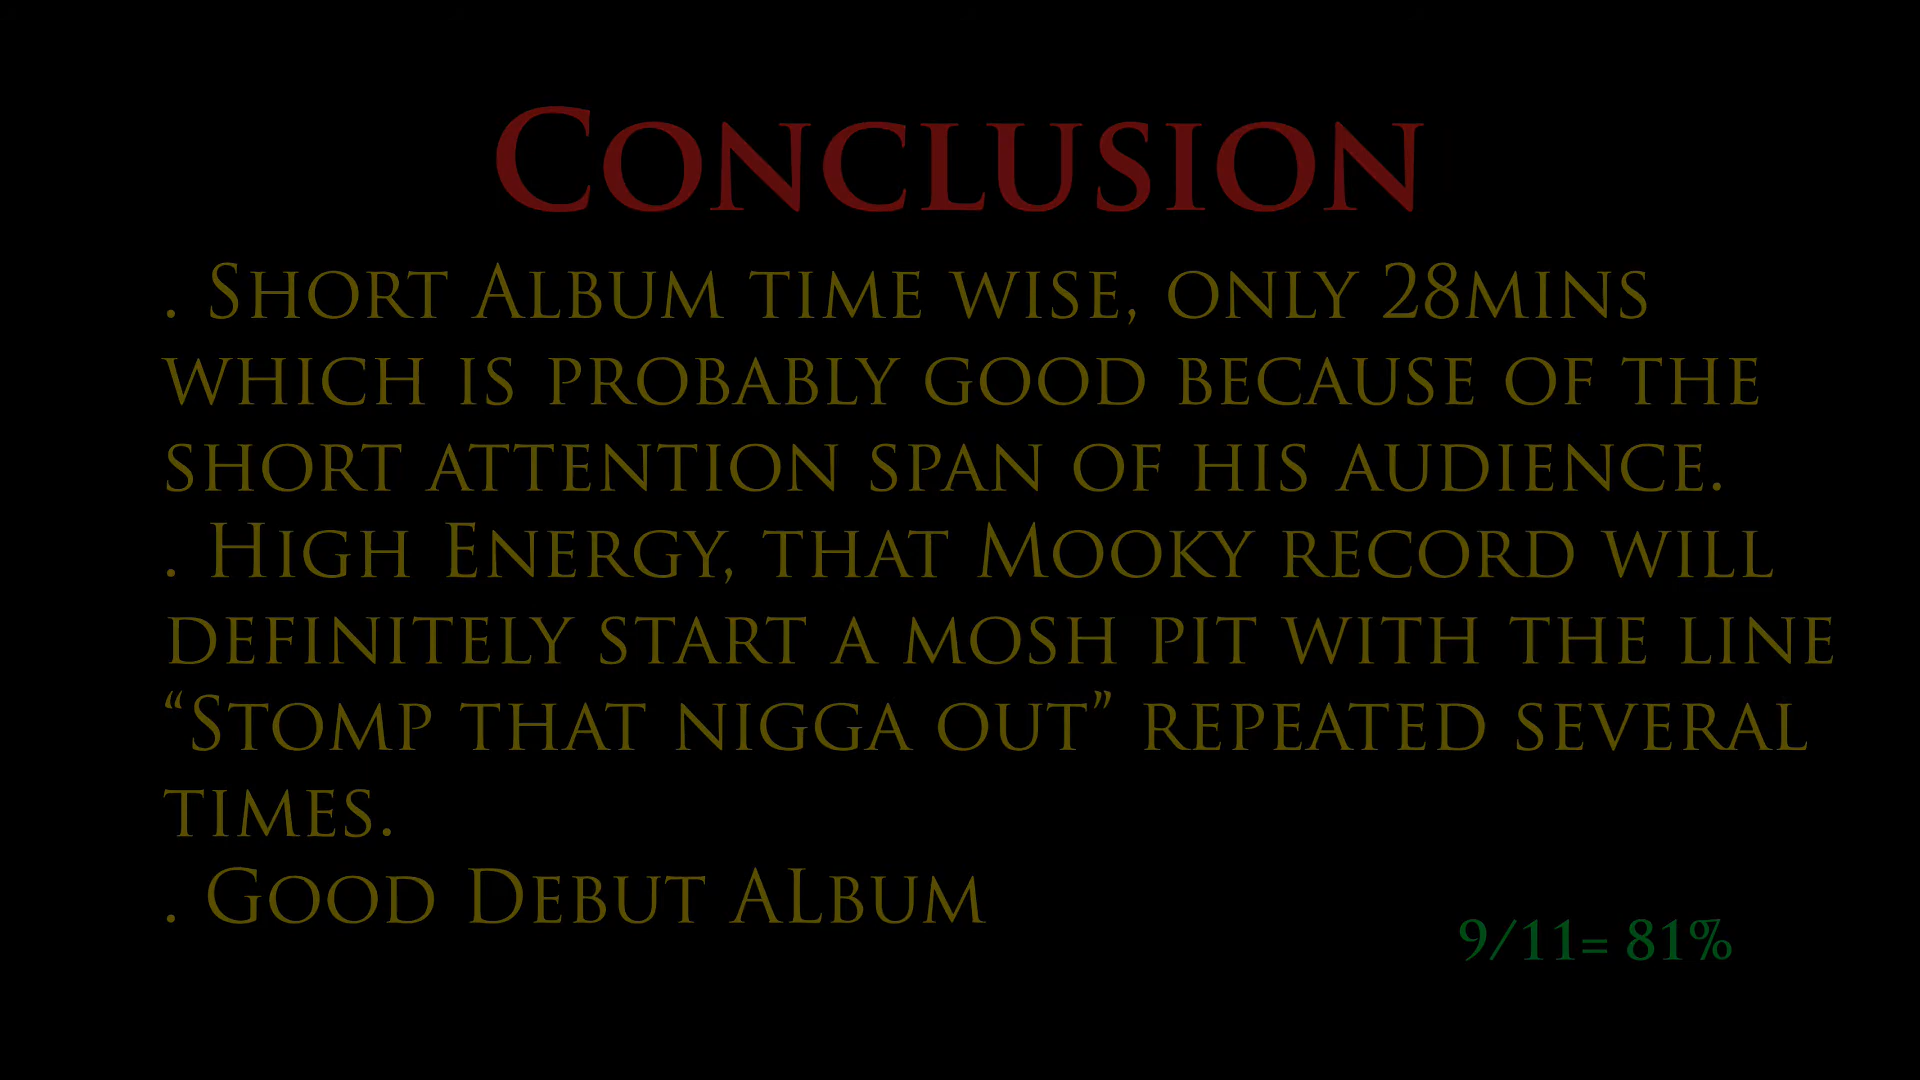 Conclusion
. Short Album time wise, only 28mins
which is probably good because of the
short attention span of his audience.
. High Energy, that Mooky record will
definitely start a mosh pit with the line
“Stomp that nigga out” repeated several
times.
. Good Debut ALbum
9/11= 81%